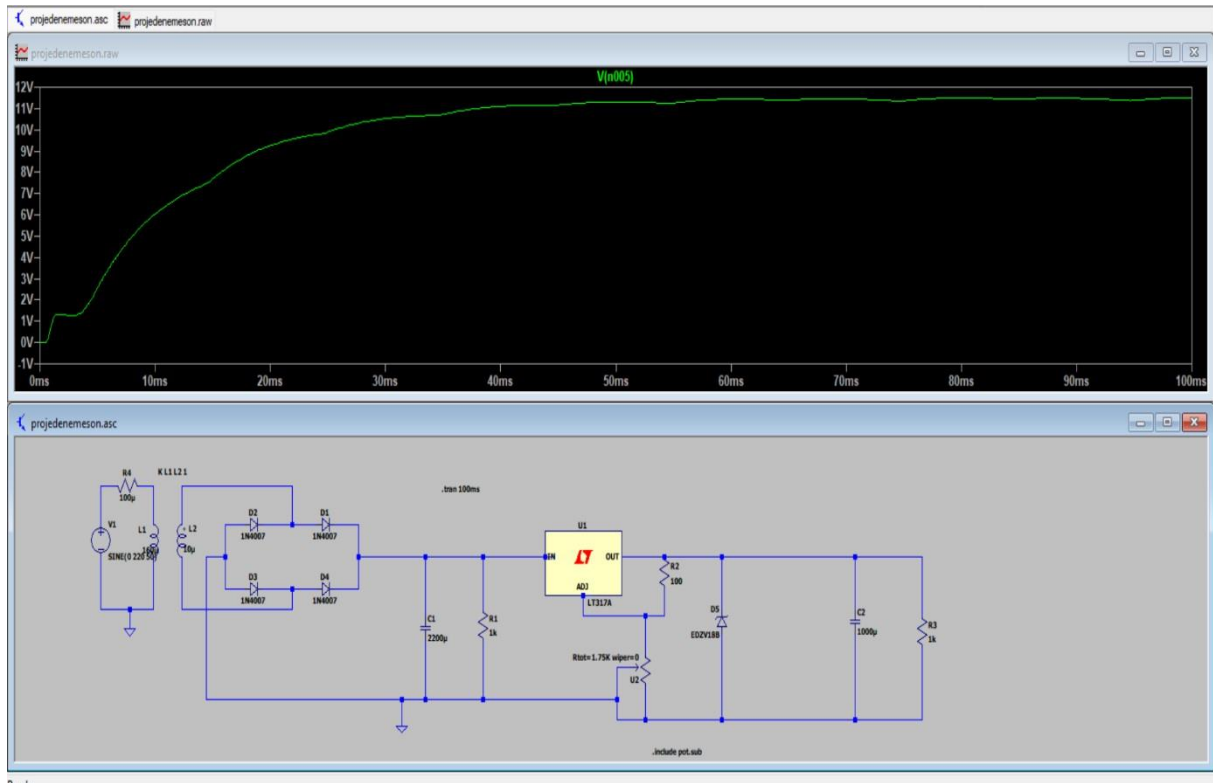 projedenemeson.asc projedenemeson.raw
projedenemeson.raw
V(n005)
12V
11V
10V
9V
8V
7V
6V
5V
4V
3V
2V
1V
0V
-1V
0ms 10ms 20ms 30ms 40ms 50ms 60ms 70ms 80ms 90ms 100ms
projedenemeson.asc
R4
100µ
K L1 L2 1
V1
SINE(0 220 50)
L1
L2
10µ
D2
1N4007
D1
1N4007
D3
1N4007
D4
1N4007
.tran 100ms
C1
2200µ
R1
1k
U1
OUT
ADJ
LT317A
R2
100
Rtot=1.75K wiper=0
U2
D5
EDZV18B
C2
1000µ
R3
1k
.include pot.sub